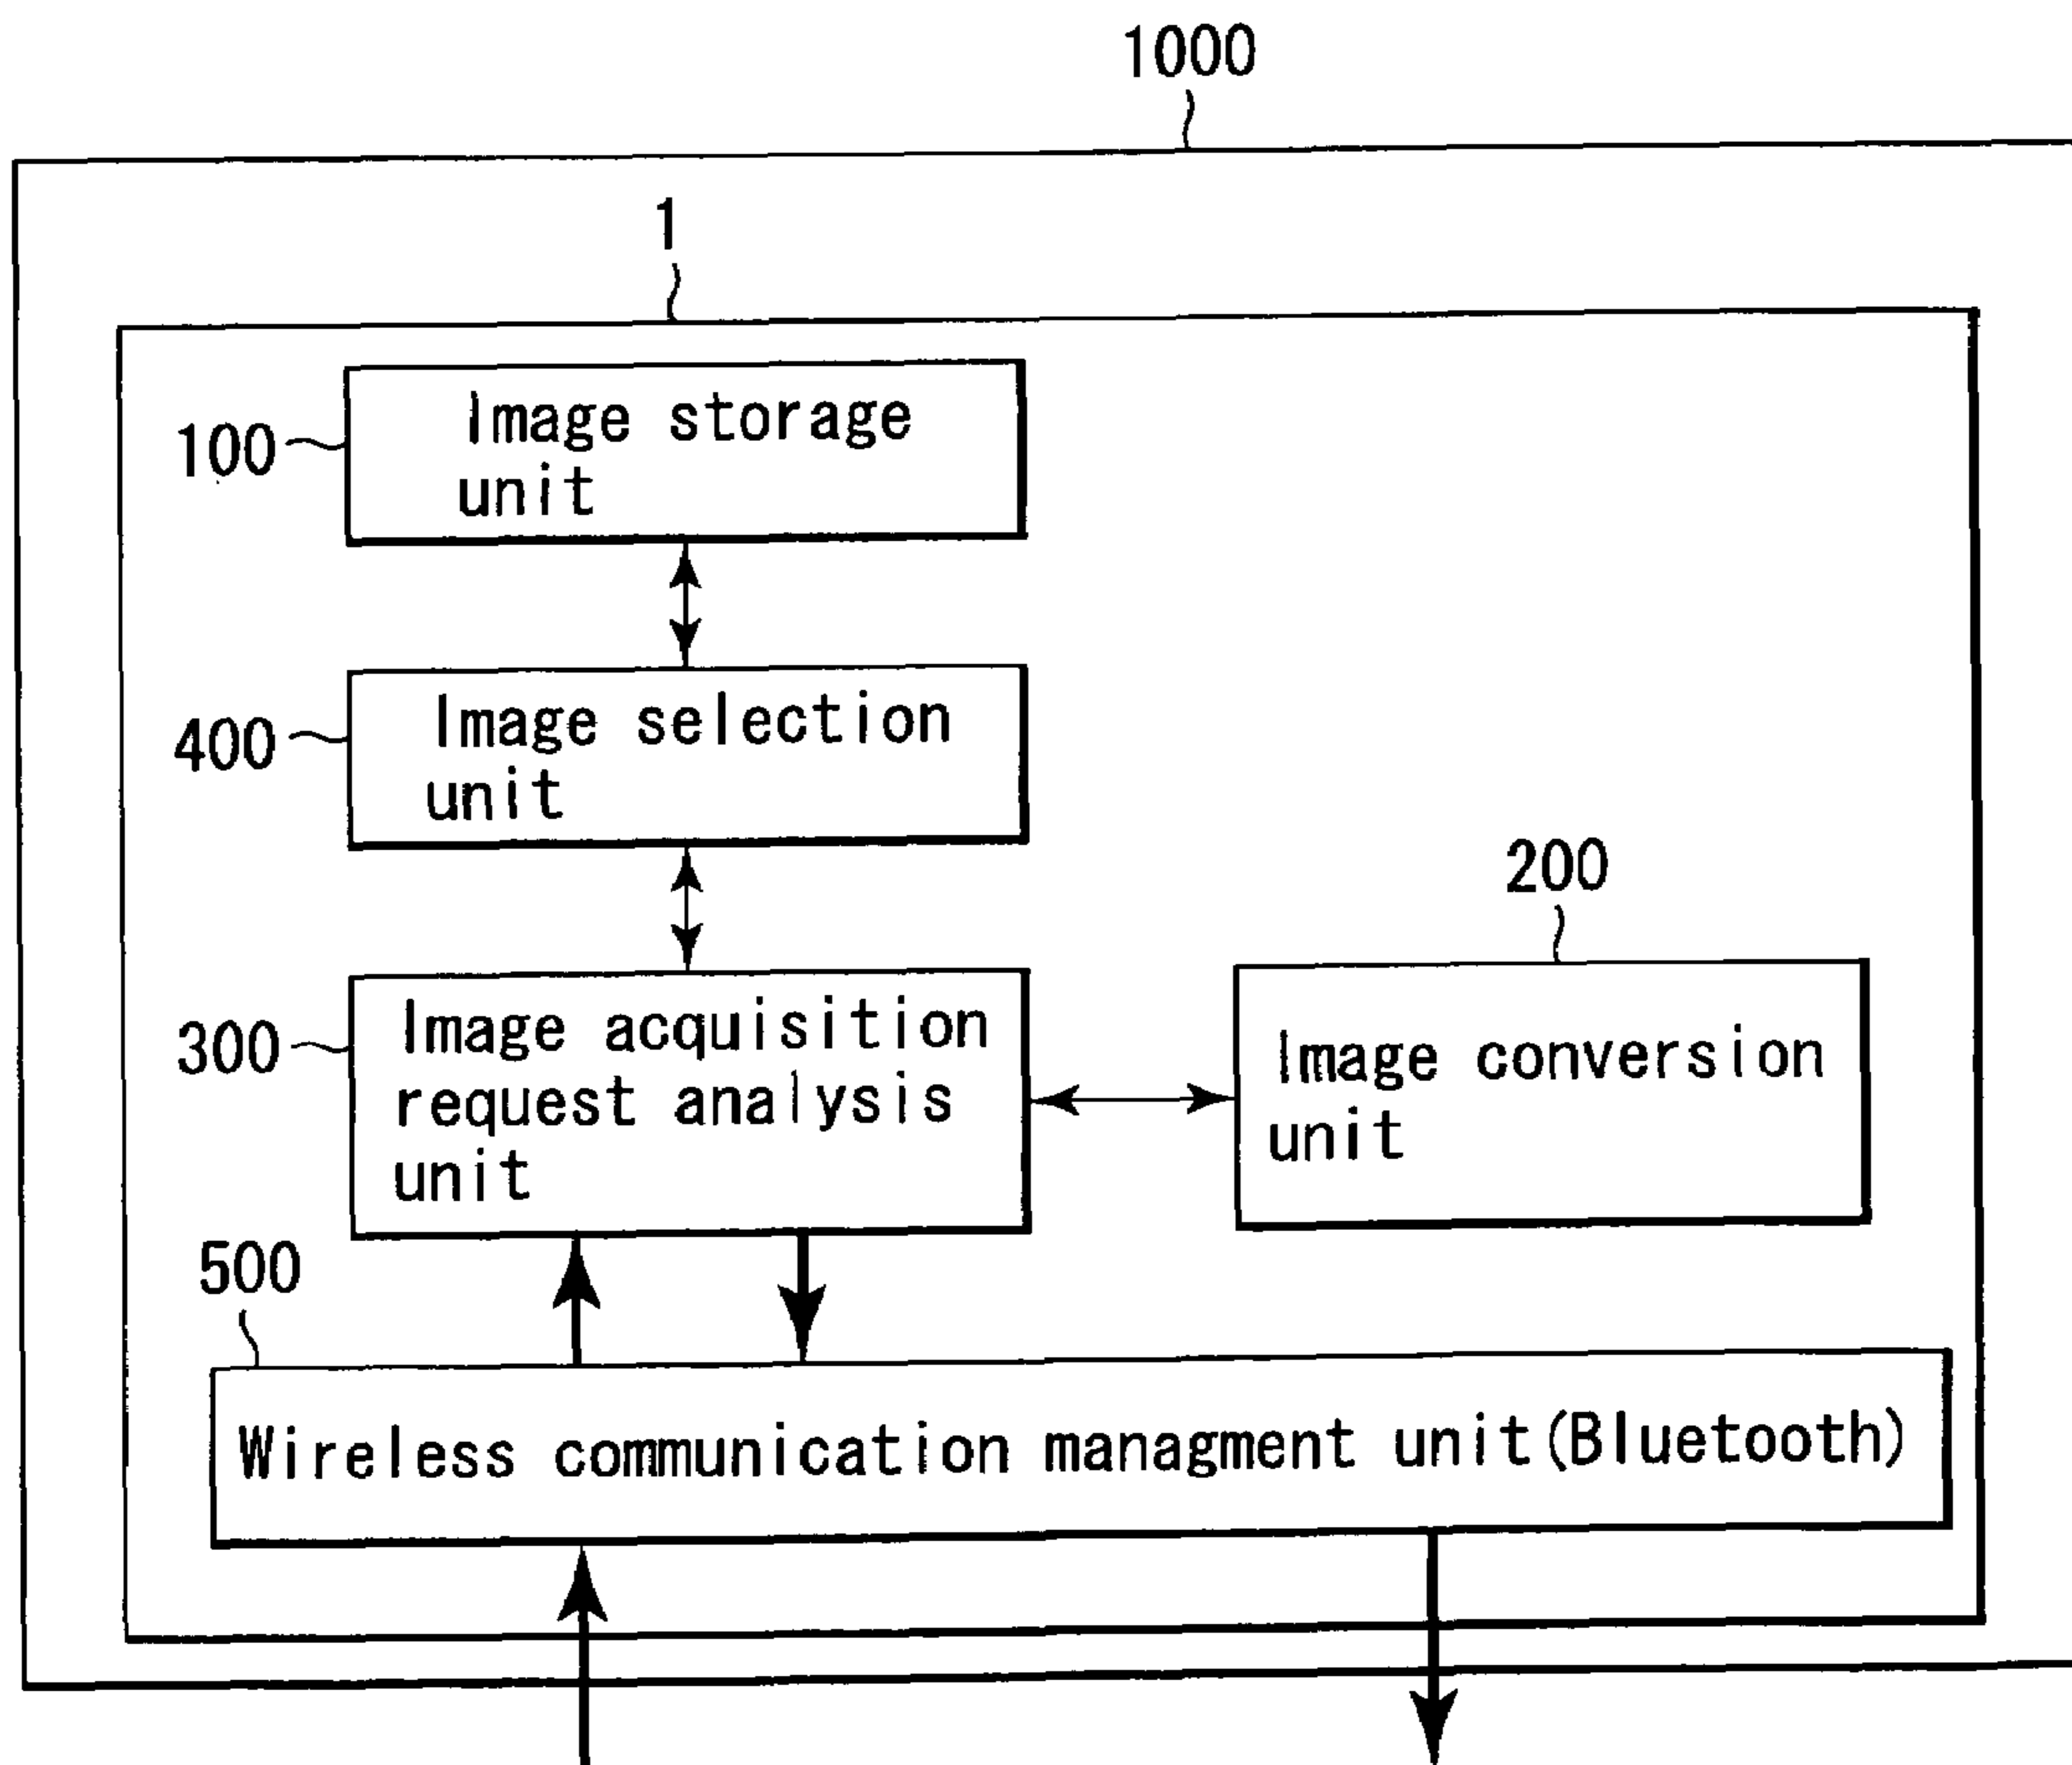 1000
1
100
Image storage
unit
400
Image selection
unit
200
300
Image acquisition
request analysis
unit
Image conversion
unit
500
Wireless communication managment unit(Bluetooth)